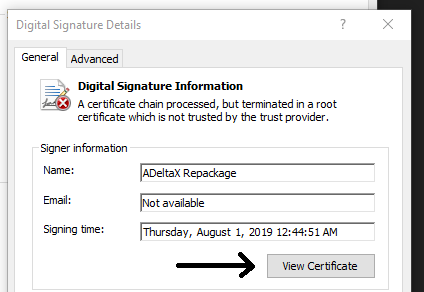 Digital Signature Details
General Advanced
Digital Signature Information
A certificate chain processed, but terminated in a root
certificate which is not trusted by the trust provider.
Signer information
Name: ADeltaX Repackage
Email: Not available
Signing time: Thursday, August 1, 2019 12:44:51 AM
View Certificate